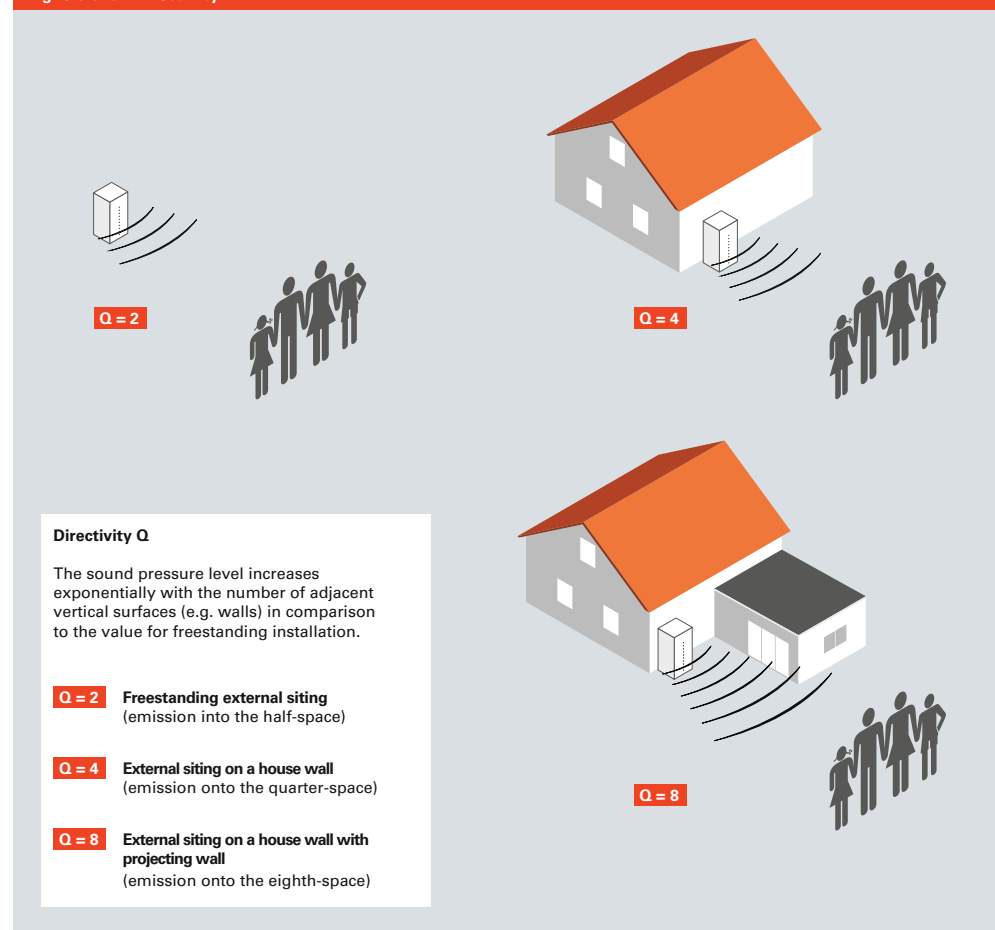 Q = 2
Q = 4
Directivity Q
The sound pressure level increases
exponentially with the number of adjacent
vertical surfaces (e.g. walls) in comparison
to the value for freestanding installation.
Q = 2 Freestanding external siting
(emission into the half-space)
Q = 4 External siting on a house wall
(emission onto the quarter-space)
Q = 8 External siting on a house wall with
projecting wall
(emission onto the eighth-space)
Q = 8